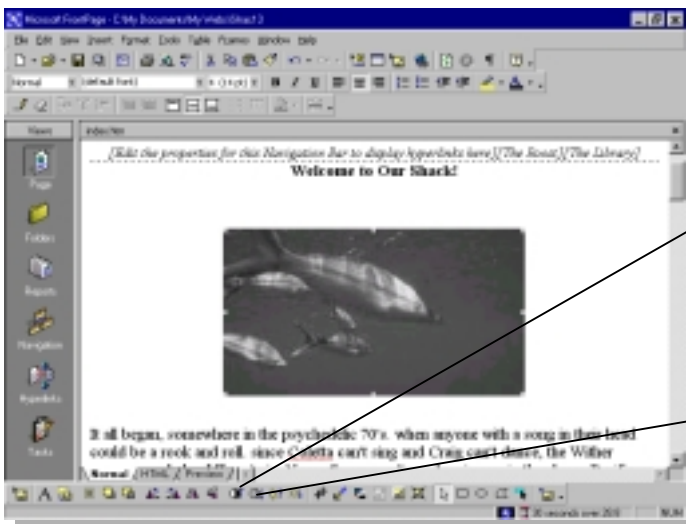 Microsoft FrontPage - C:\My Documents\My Webs\Shack 3
File Edit View Insert Format Tools Table Frames Window Help
Normal (default font)
Views index.htm
Page
Folders
Reports
Navigation
Hyperlinks
Tasks
[Edit the properties for this Navigation Bar to display hyperlinks here][The Roost][The Library]
Welcome to Our Shack!
It all began, somewhere in the psychedelic 70's. when anyone with a song in their head
could be a rook and roll. since Coletta can't sing and Craig can't dance, the Wither
Normal HTML Preview
30 seconds over 28.8 NUM